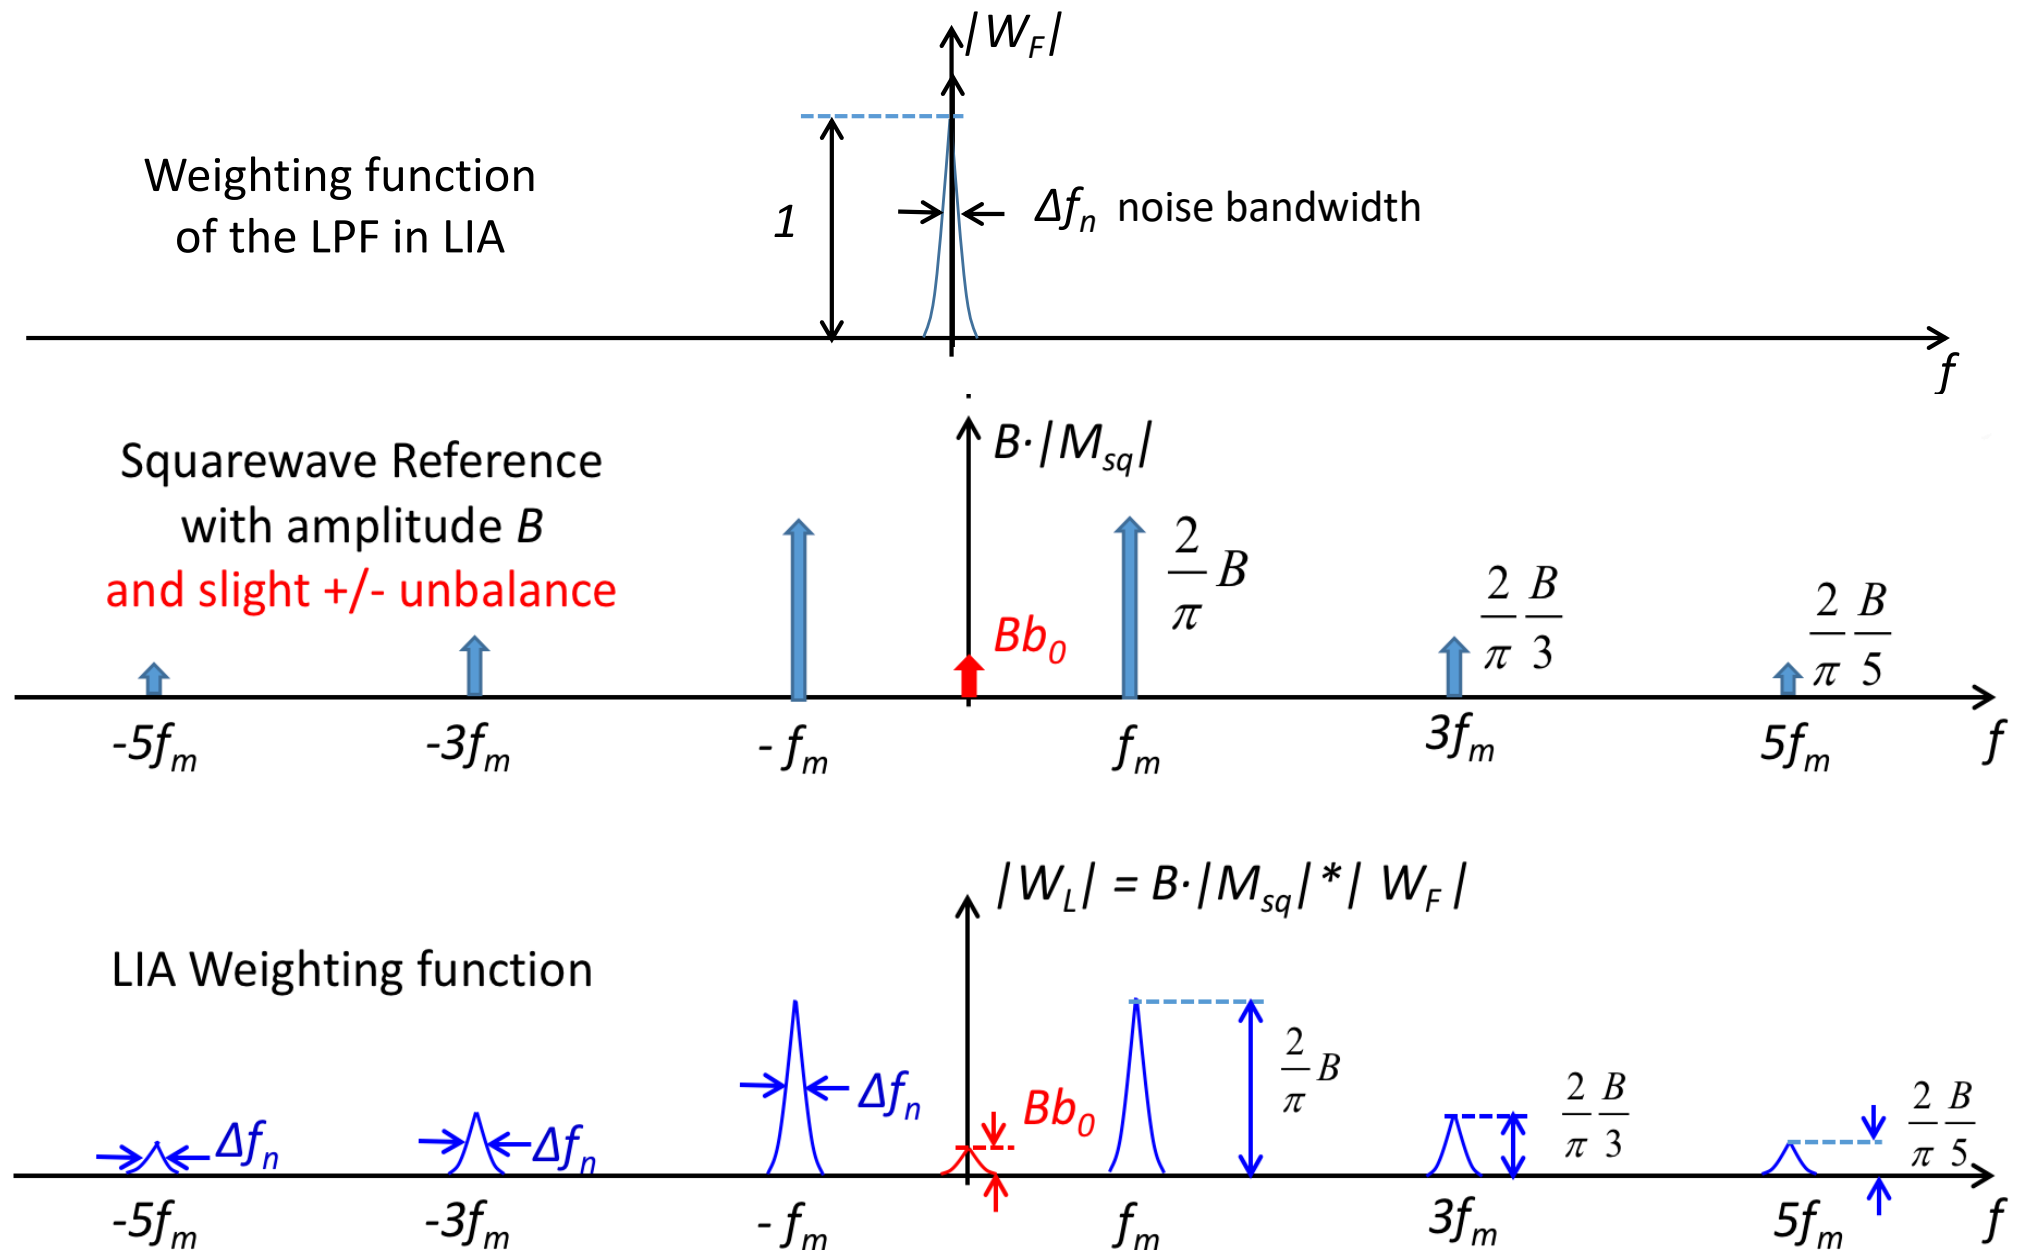 |W_F|
Weighting function
of the LPF in LIA
1
Δf_n noise bandwidth
f
B·|M_sq|
Squarewave Reference
with amplitude B
and slight +/- unbalance
Bb_0
2/π B
2/π B/3
2/π B/5
-5f_m
-3f_m
- f_m
f_m
3f_m
5f_m
f
|W_L| = B·|M_sq|*| W_F |
LIA Weighting function
Δf_n
Δf_n
Δf_n
Bb_0
2/π B
2/π B/3
2/π B/5
-5f_m
-3f_m
- f_m
f_m
3f_m
5f_m
f